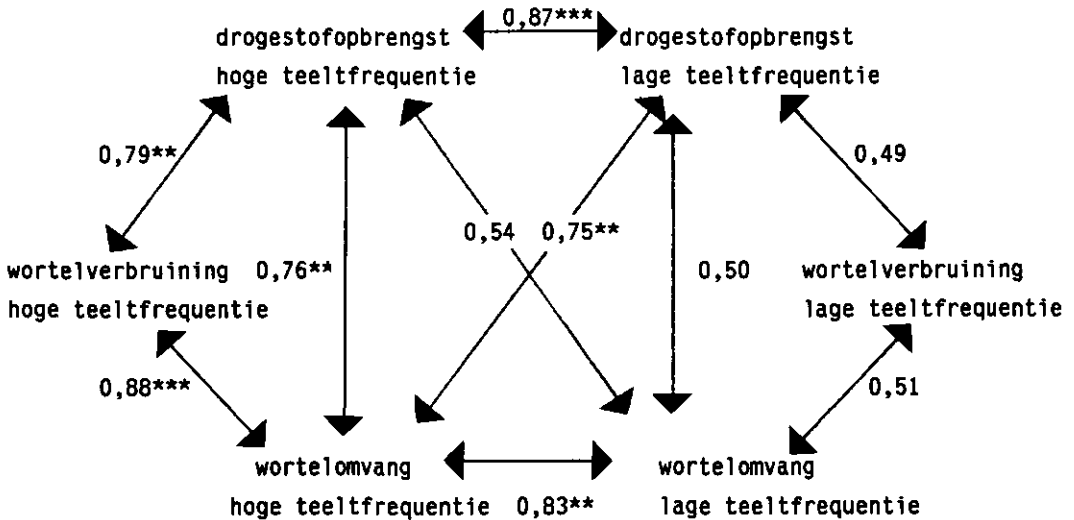 0,87***
drogestofopbrengst drogestofopbrengst
hoge teeltfrequentie lage teeltfrequentie
0,79** 0,49
0,54 0,75**
wortelverbruining 0,76** 0,50 wortelverbruining
hoge teeltfrequentie lage teeltfrequentie
0,88*** 0,51
wortelomvang wortelomvang
hoge teeltfrequentie 0,83** lage teeltfrequentie